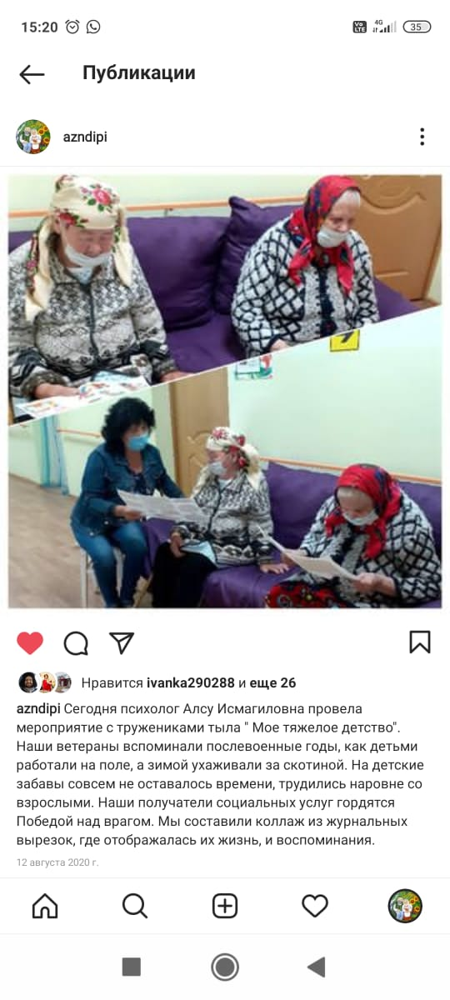 15:20
Vo LTE 4G 35
Публикации
azndipi
Нравится ivanka290288 и еще 26
azndipi Сегодня психолог Алсу Исмагиловна провела
мероприятие с тружениками тыла " Мое тяжелое детство".
Наши ветераны вспоминали послевоенные годы, как детьми
работали на поле, а зимой ухаживали за скотиной. На детские
забавы совсем не оставалось времени, трудились наровне со
взрослыми. Наши получатели социальных услуг гордятся
Победой над врагом. Мы составили коллаж из журнальных
вырезок, где отображалась их жизнь, и воспоминания.
12 августа 2020 г.